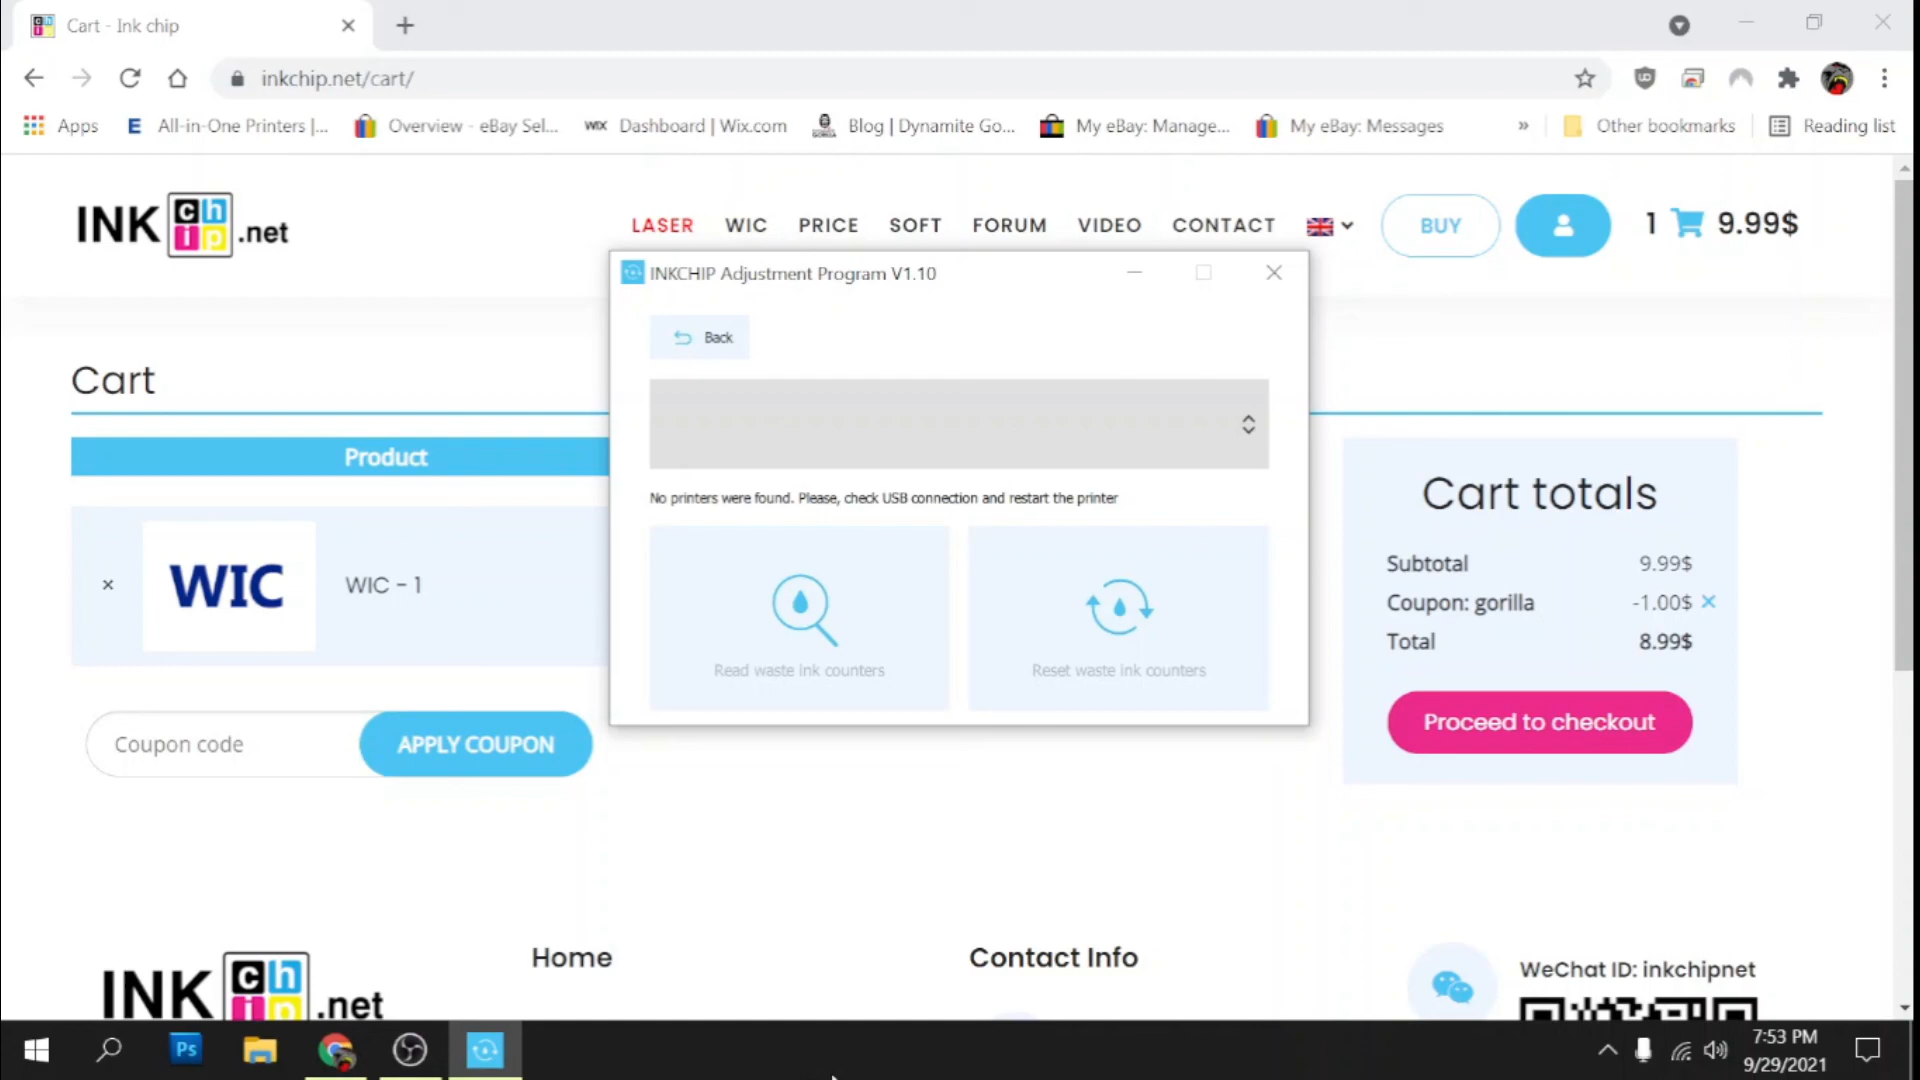 Cart - Ink chip
inkchip.net/cart/
Apps
All-in-One Printers |...
Overview - eBay Sel...
WIX Dashboard | Wix.com
Blog | Dynamite Go...
My eBay: Manage...
My eBay: Messages
»
Other bookmarks
Reading list
INK chip .net
LASER WIC PRICE SOFT FORUM VIDEO CONTACT
BUY
1 9.99$
INKCHIP Adjustment Program V1.10
Back
No printers were found. Please, check USB connection and restart the printer
Read waste ink counters
Reset waste ink counters
Cart
Product
×
WIC
WIC - 1
Coupon code
APPLY COUPON
Cart totals
Subtotal 9.99$
Coupon: gorilla -1.00$ ×
Total 8.99$
Proceed to checkout
INK chip .net
Home
Contact Info
WeChat ID: inkchipnet
Ps
7:53 PM
9/29/2021